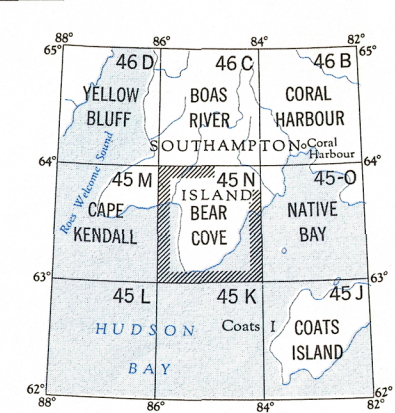 88° 86° 84° 82°
65° 65°
46 D 46 C 46 B
YELLOW BLUFF
BOAS RIVER
CORAL HARBOUR
SOUTHAMPTON
Coral Harbour
Roes Welcome Sound
64° 64°
45 M 45 N 45-O
ISLAND
CAPE KENDALL
BEAR COVE
NATIVE BAY
63° 63°
45 L 45 K 45 J
HUDSON BAY
Coats I
COATS ISLAND
62° 62°
88° 86° 84° 82°